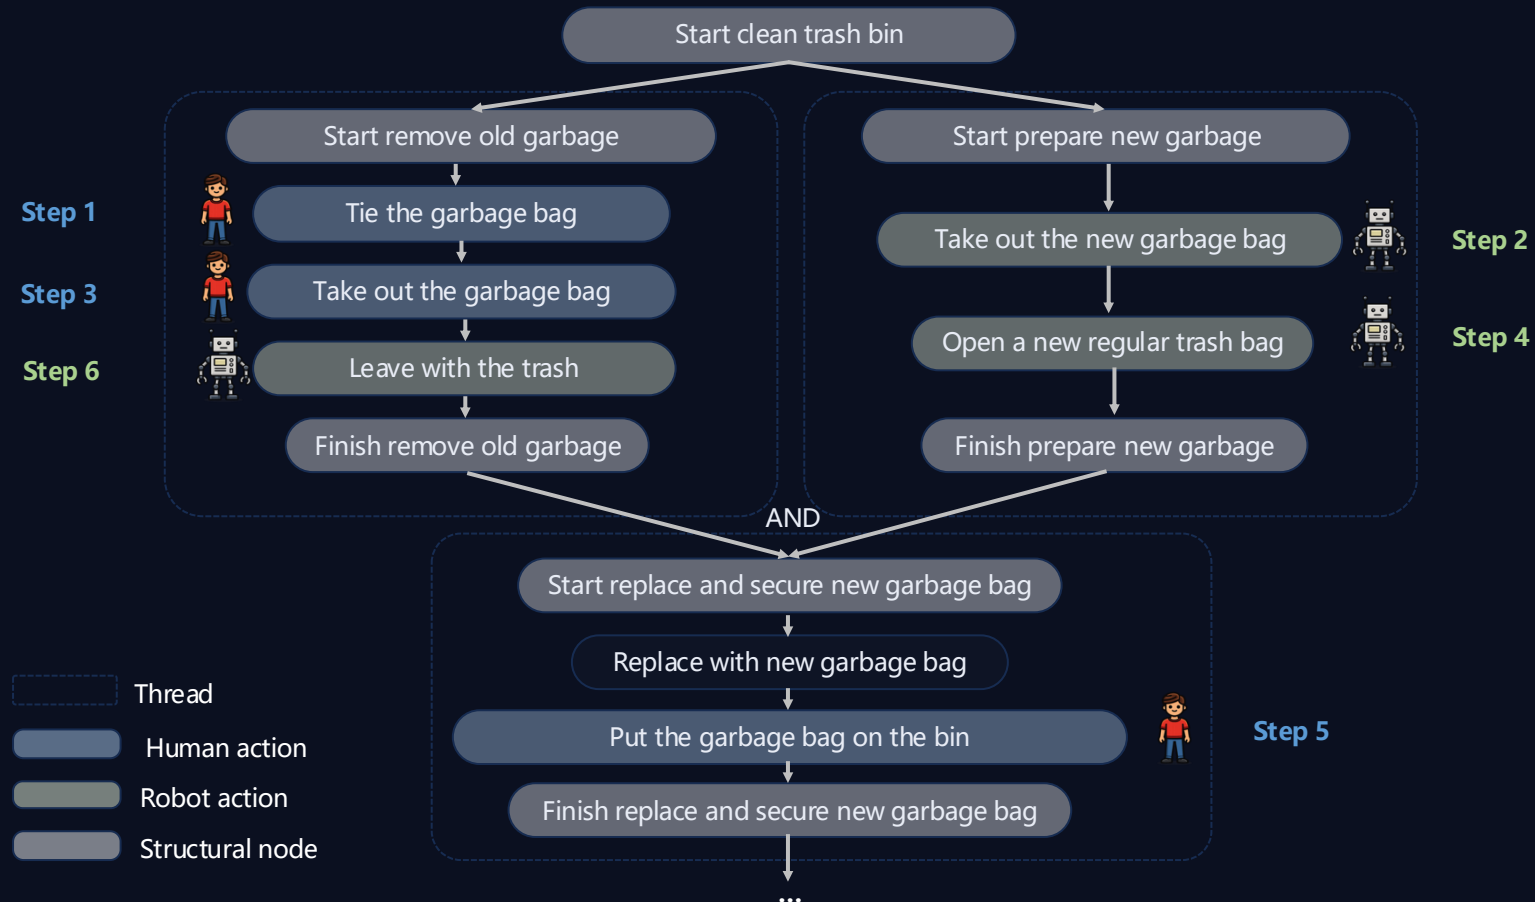 Start clean trash bin
Start remove old garbage
Start prepare new garbage
Step 1
Tie the garbage bag
Take out the new garbage bag
Step 2
Step 3
Take out the garbage bag
Open a new regular trash bag
Step 4
Step 6
Leave with the trash
Finish remove old garbage
Finish prepare new garbage
AND
Start replace and secure new garbage bag
Replace with new garbage bag
Put the garbage bag on the bin
Step 5
Finish replace and secure new garbage bag
...
Thread
Human action
Robot action
Structural node